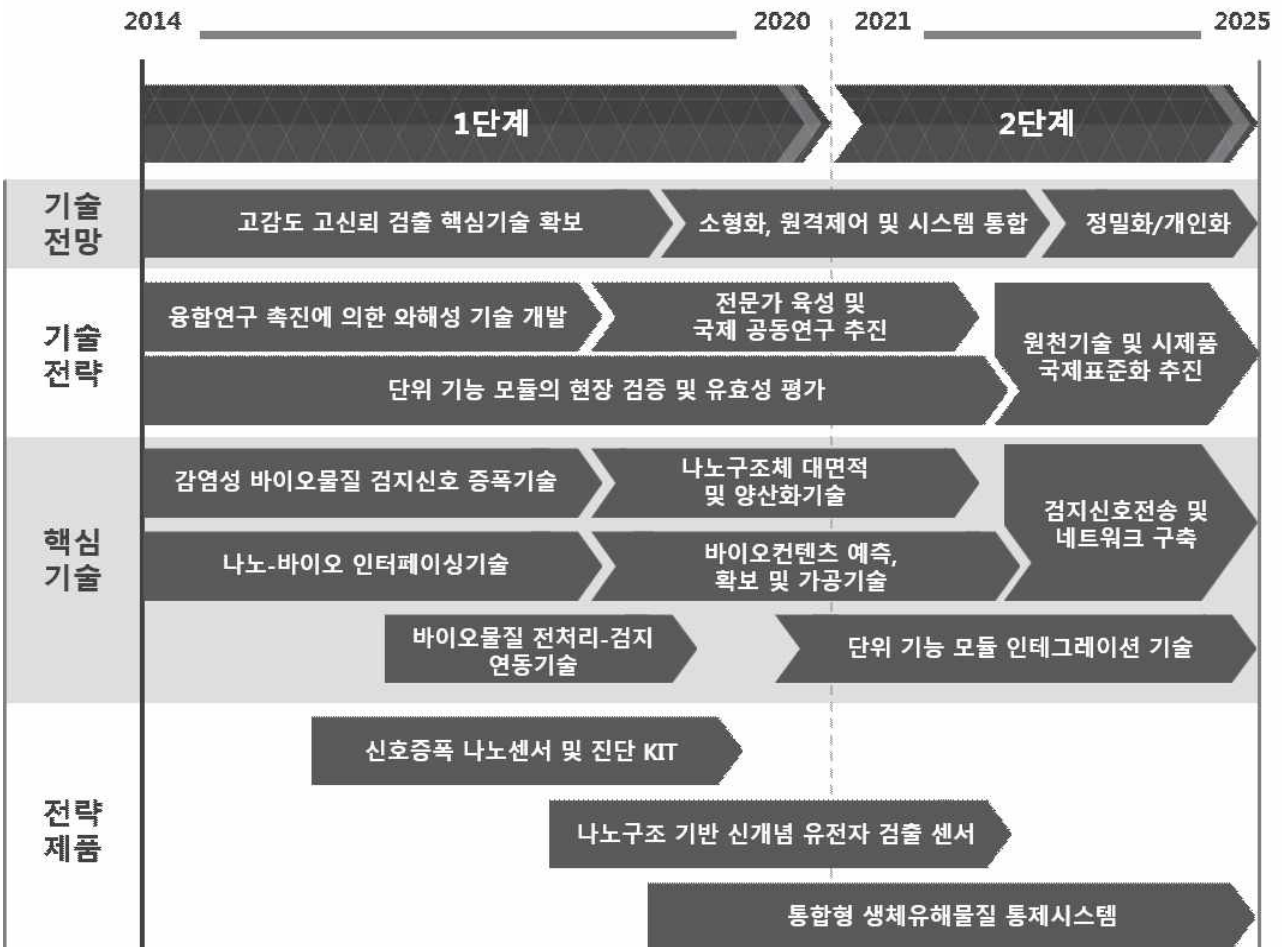 2014
2020
2021
2025
1단계
2단계
기술
전망
고감도 고신뢰 검출 핵심기술 확보
소형화, 원격제어 및 시스템 통합
정밀화/개인화
기술
전략
융합연구 촉진에 의한 와해성 기술 개발
전문가 육성 및
국제 공동연구 추진
단위 기능 모듈의 현장 검증 및 유효성 평가
원천기술 및 시제품
국제표준화 추진
핵심
기술
감염성 바이오물질 검지신호 증폭기술
나노구조체 대면적
및 양산화기술
나노-바이오 인터페이싱기술
바이오컨텐츠 예측,
확보 및 가공기술
검지신호전송 및
네트워크 구축
바이오물질 전처리-검지
연동기술
단위 기능 모듈 인테그레이션 기술
전략
제품
신호증폭 나노센서 및 진단 KIT
나노구조 기반 신개념 유전자 검출 센서
통합형 생체유해물질 통제시스템